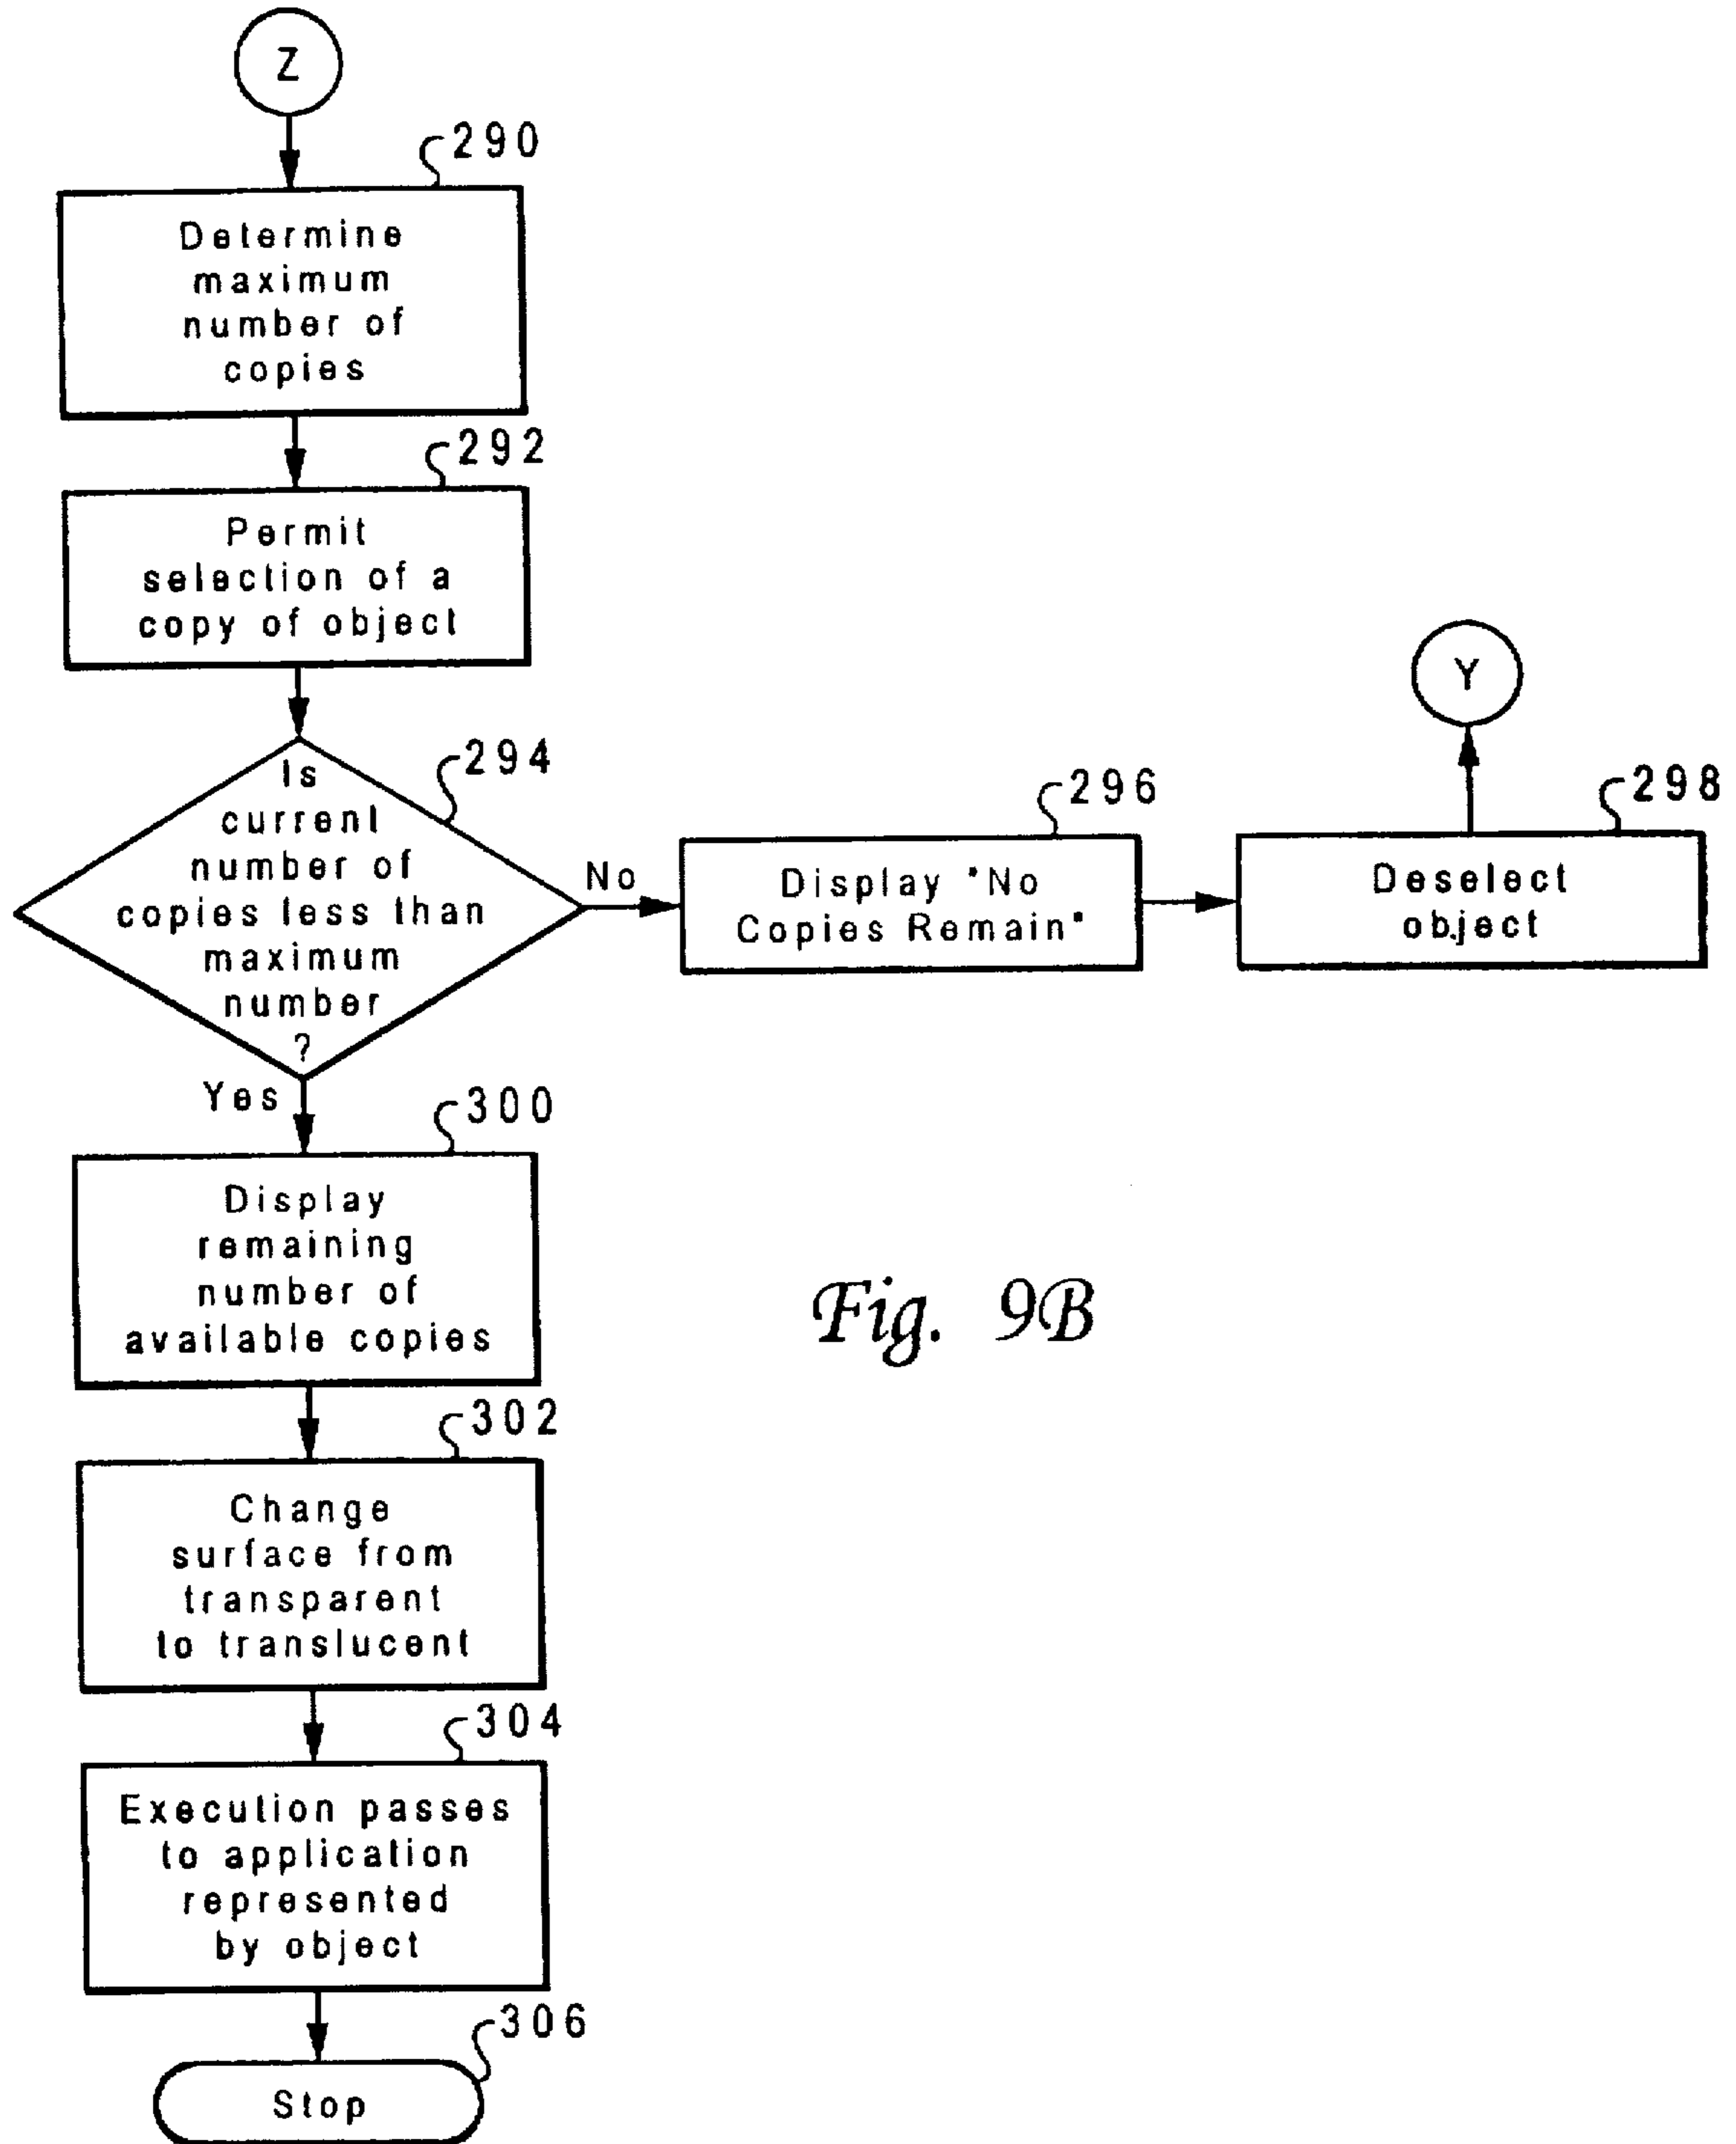 Z
290
Determine
maximum
number of
copies
292
Permit
selection of a
copy of object
294
Is
current
number of
copies less than
maximum
number
?
No
296
Display "No
Copies Remain"
298
Deselect
object
Y
Yes
300
Display
remaining
number of
available copies
302
Change
surface from
transparent
to translucent
304
Execution passes
to application
represented
by object
306
Stop
Fig. 9B